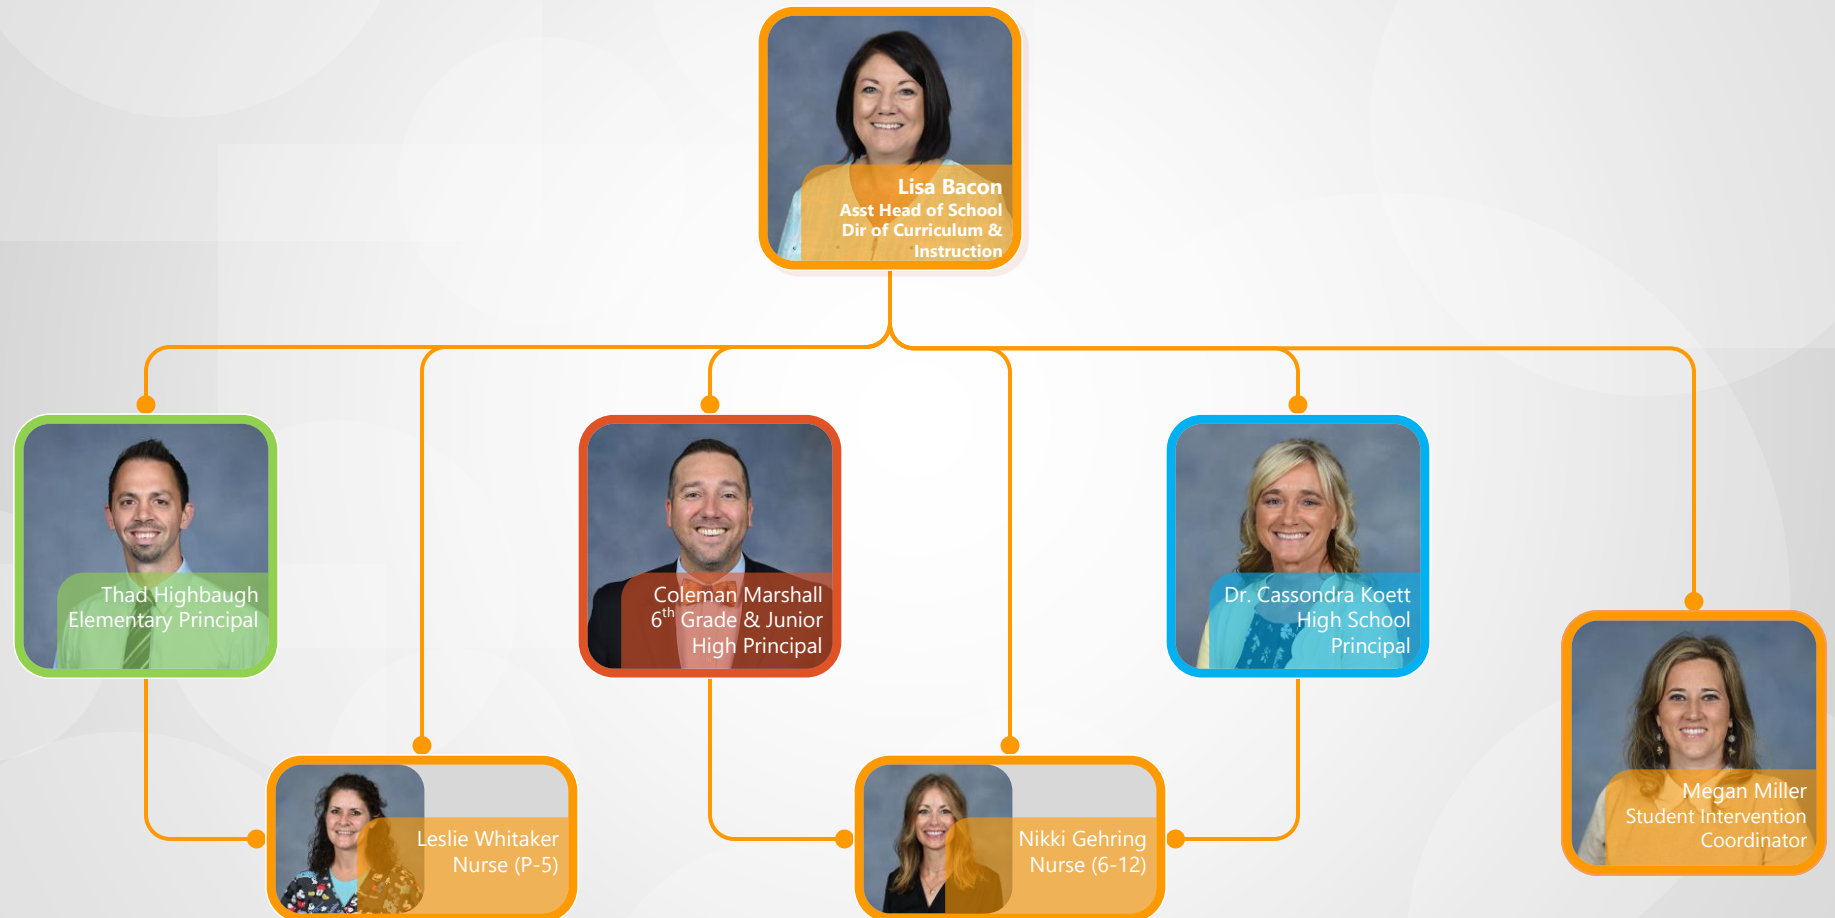 Lisa Bacon
Asst Head of School
Dir of Curriculum &
Instruction
Thad Highbaugh
Elementary Principal
Coleman Marshall
6th Grade & Junior
High Principal
Dr. Cassondra Koett
High School
Principal
Megan Miller
Student Intervention
Coordinator
Leslie Whitaker
Nurse (P-5)
Nikki Gehring
Nurse (6-12)